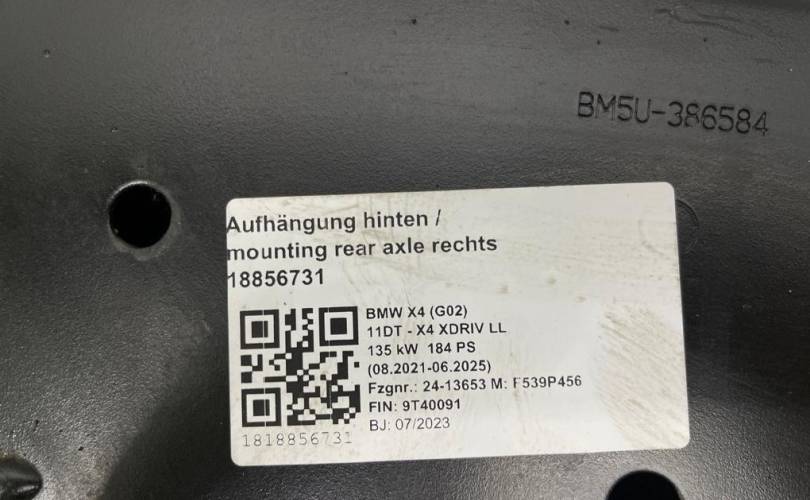 BM5U-386584
Aufhängung hinten /
mounting rear axle rechts
18856731
BMW X4 (G02)
11DT - X4 XDRIV LL
135 kW 184 PS
(08.2021-06.2025)
Fzgnr.: 24-13653 M: F539P456
FIN: 9T40091
BJ: 07/2023
1818856731